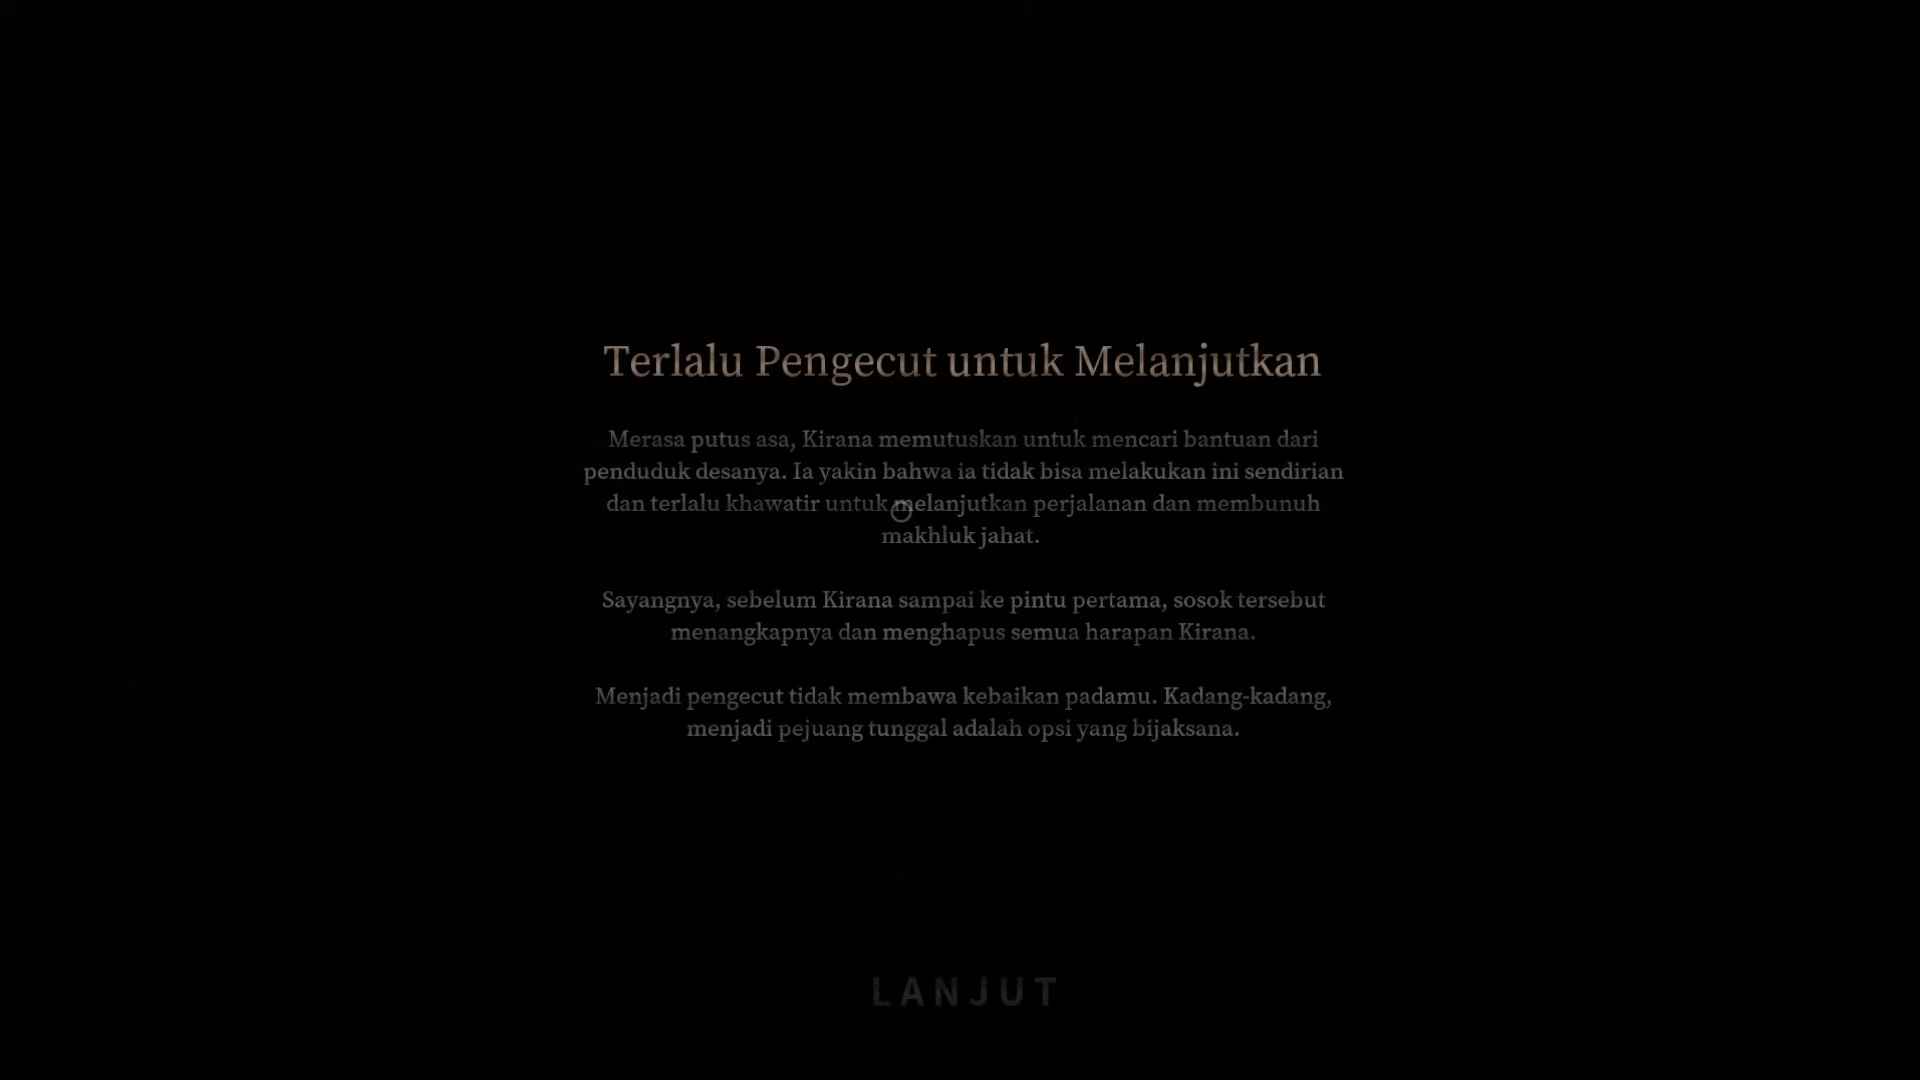 Terlalu Pengecut untuk Melanjutkan
Merasa putus asa, Kirana memutuskan untuk mencari bantuan dari
penduduk desanya. Ia yakin bahwa ia tidak bisa melakukan ini sendirian
dan terlalu khawatir untuk melanjutkan perjalanan dan membunuh
makhluk jahat.
Sayangnya, sebelum Kirana sampai ke pintu pertama, sosok tersebut
menangkapnya dan menghapus semua harapan Kirana.
Menjadi pengecut tidak membawa kebaikan padamu. Kadang-kadang,
menjadi pejuang tunggal adalah opsi yang bijaksana.
LANJUT